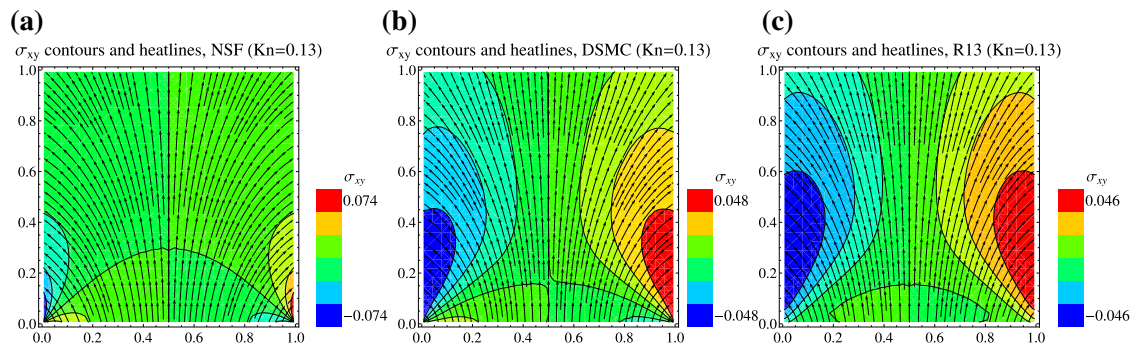 (a) (b) (c)
σxy contours and heatlines, NSF (Kn=0.13) σxy contours and heatlines, DSMC (Kn=0.13) σxy contours and heatlines, R13 (Kn=0.13)
1.0 1.0 1.0
0.8 0.8 0.8
0.6 0.6 0.6
σxy σxy σxy
0.074 0.048 0.046
0.4 0.4 0.4
0.2 0.2 0.2
−0.074 −0.048 −0.046
0.0 0.0 0.0
0.0 0.2 0.4 0.6 0.8 1.0 0.0 0.2 0.4 0.6 0.8 1.0 0.0 0.2 0.4 0.6 0.8 1.0